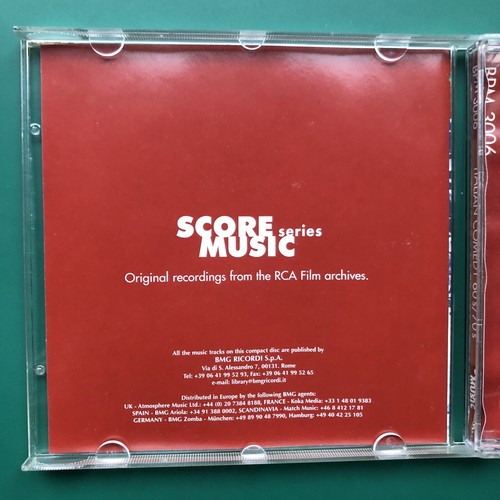 SCORE series
MUSIC
Original recordings from the RCA Film archives.
All the music tracks on this compact disc are published by
BMG RICORDI S.p.A.
Via di S. Alessandro 7, 00131. Rome
Tel: +39 06 41 99 52 93, Fax: +39 06 41 99 52 65
e-mail: library@bmgricordi.it
Distributed in Europe by the following BMG agents:
UK - Atmosphere Music Ltd.: +44 (0) 20 7384 8188, FRANCE - Koka Media: +33 1 48 01 9383
SPAIN - BMG Ariola: +34 91 388 0002, SCANDINAVIA - Match Music: +46 8 412 17 81
GERMANY - BMG Zomba - München: +49 89 90 48 7990, Hamburg: +49 40 42 25 105
BPM 3006
ITALIAN COMEDY 60s/70s
MUSIC